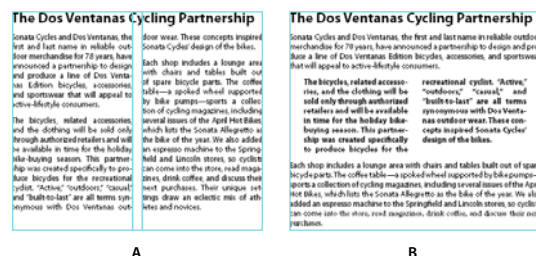 The Dos Ventanas Cycling Partnership
Sonata Cycles and Dos Ventanas, the
first and last name in reliable out-
door merchandise for 78 years, have
announced a partnership to design
and produce a line of Dos Venta-
nas Edition bicycles, accessories,
and sportswear that will appeal to
active-lifestyle consumers.
The bicycles, related accessories,
and the clothing will be sold only
through authorized retailers and will
be available in time for the holiday
bike-buying season. This partner-
ship was created specifically to pro-
duce bicycles for the recreational
cyclist. "Active," "outdoors," "casual,"
and "built-to-last" are all terms syn-
onymous with Dos Ventanas out-
door wear. These concepts inspired
Sonata Cycles' design of the bikes.
Each shop includes a lounge area
with chairs and tables built out
of spare bicycle parts. The coffee
table—a spoked wheel supported
by bike pumps—sports a collec-
tion of cycling magazines, including
several issues of the April Hot Bikes,
which lists the Sonata Allegretto as
the bike of the year. We also added
an espresso machine to the Spring-
field and Lincoln stores, so cyclists
can come into the store, read maga-
zines, drink coffee, and discuss their
next purchases. Their unique set-
tings draw an eclectic mix of ath-
letes and novices.
A
The Dos Ventanas Cycling Partnership
Sonata Cycles and Dos Ventanas, the first and last name in reliable outdoor
merchandise for 78 years, have announced a partnership to design and pro-
duce a line of Dos Ventanas Edition bicycles, accessories, and sportswear
that will appeal to active-lifestyle consumers.
The bicycles, related accesso-
ries, and the clothing will be
sold only through authorized
retailers and will be available
in time for the holiday bike-
buying season. This partner-
ship was created specifically
to produce bicycles for the
recreational cyclist. "Active,"
"outdoors," "casual," and
"built-to-last" are all terms
synonymous with Dos Venta-
nas outdoor wear. These con-
cepts inspired Sonata Cycles'
design of the bikes.
Each shop includes a lounge area with chairs and tables built out of spare
bicycle parts. The coffee table—a spoked wheel supported by bike pumps—
sports a collection of cycling magazines, including several issues of the April
Hot Bikes, which lists the Sonata Allegretto as the bike of the year. We also
added an espresso machine to the Springfield and Lincoln stores, so cyclists
can come into the store, read magazines, drink coffee, and discuss their next
purchases.
B